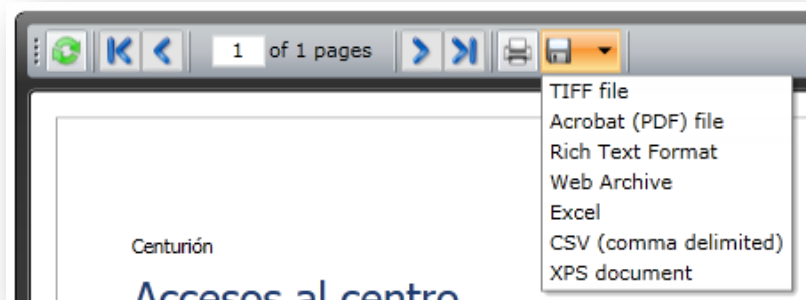 1 of 1 pages
TIFF file
Acrobat (PDF) file
Rich Text Format
Web Archive
Excel
CSV (comma delimited)
XPS document
Centurión
Accesos al centro